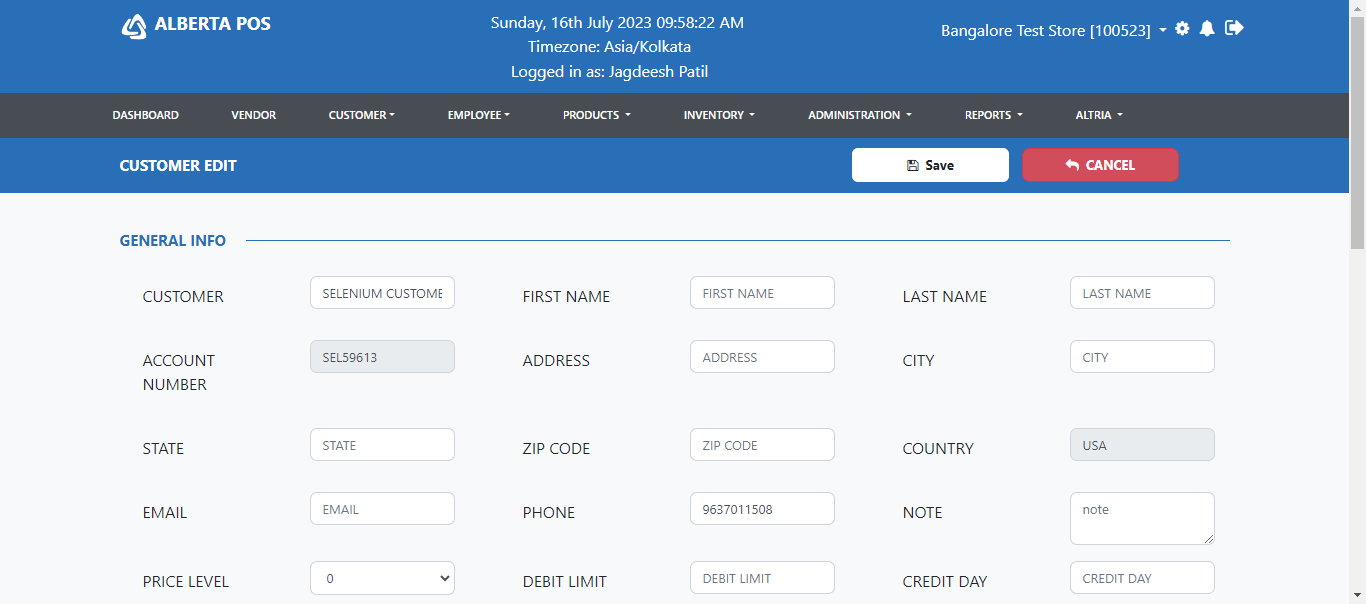 ALBERTA POS
Sunday, 16th July 2023 09:58:22 AM
Timezone: Asia/Kolkata
Logged in as: Jagdeesh Patil
Bangalore Test Store [100523]
DASHBOARD VENDOR CUSTOMER EMPLOYEE PRODUCTS INVENTORY ADMINISTRATION REPORTS ALTRIA
CUSTOMER EDIT Save CANCEL
GENERAL INFO
CUSTOMER SELENIUM CUSTOME FIRST NAME FIRST NAME LAST NAME LAST NAME
ACCOUNT NUMBER SEL59613 ADDRESS ADDRESS CITY CITY
STATE STATE ZIP CODE ZIP CODE COUNTRY USA
EMAIL EMAIL PHONE 9637011508 NOTE note
PRICE LEVEL 0 DEBIT LIMIT DEBIT LIMIT CREDIT DAY CREDIT DAY